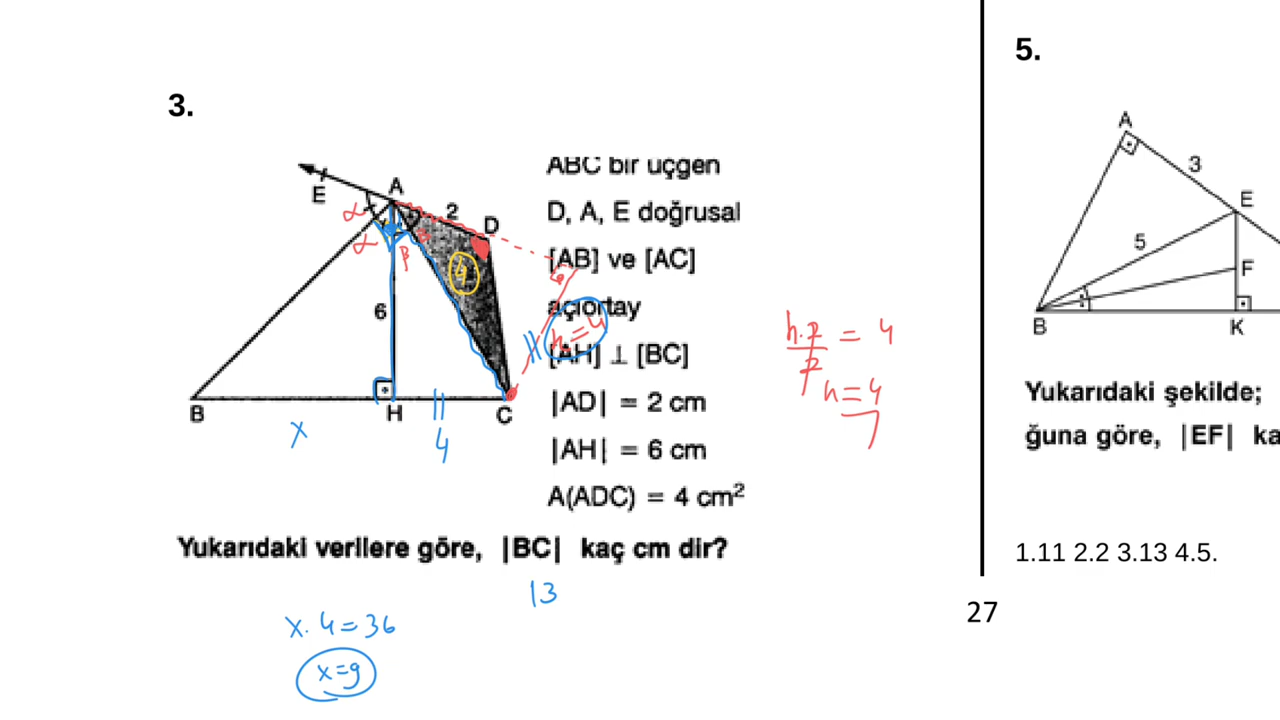 3.
E
A
2
D
α
α
β
β
4
6
B
H
C
x
4
ABC bir üçgen
D, A, E doğrusal
[AB] ve [AC]
açıortay
h=4
[AH] ⊥ [BC]
|AD| = 2 cm
|AH| = 6 cm
A(ADC) = 4 cm²
h.2/2 = 4
h=4
Yukarıdaki verilere göre, |BC| kaç cm dir?
13
x.4=36
x=9
5.
A
3
E
5
F
B
K
Yukarıdaki şekilde;
ğuna göre, |EF| ka
1.11 2.2 3.13 4.5.
27